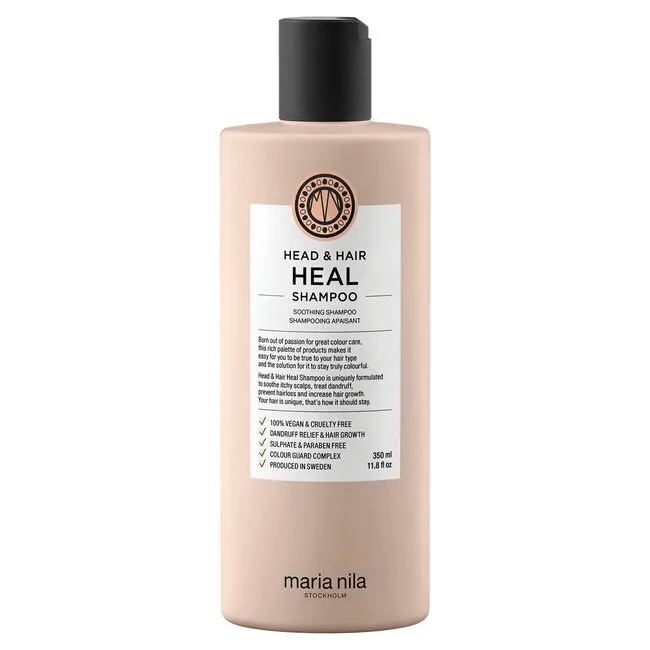 HEAD & HAIR
HEAL
SHAMPOO
SOOTHING SHAMPOO
SHAMPOOING APAISANT
Born out of passion for great colour care,
this rich palette of products makes it
easy for you to be true to your hair type
and the solution for it to stay truly colourful.
Head & Hair Heal Shampoo is uniquely formulated
to soothe itchy scalps, treat dandruff,
prevent hairloss and increase hair growth.
Your hair is unique, that's how it should stay.
100% VEGAN & CRUELTY FREE
DANDRUFF RELIEF & HAIR GROWTH
SULPHATE & PARABEN FREE
COLOUR GUARD COMPLEX 350 ml
PRODUCED IN SWEDEN 11.8 fl oz
maria nila
STOCKHOLM